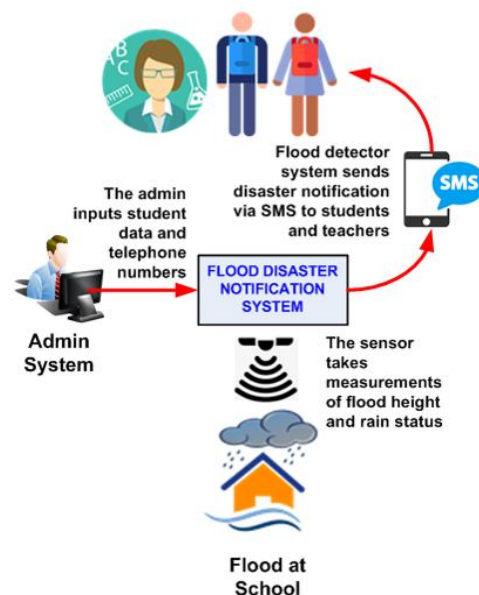 A B
C
Flood detector
system sends
disaster notification
via SMS to students
and teachers
SMS
The admin
inputs student
data and
telephone
numbers
FLOOD DISASTER
NOTIFICATION
SYSTEM
Admin
System
The sensor
takes
measurements
of flood height
and rain status
Flood at
School